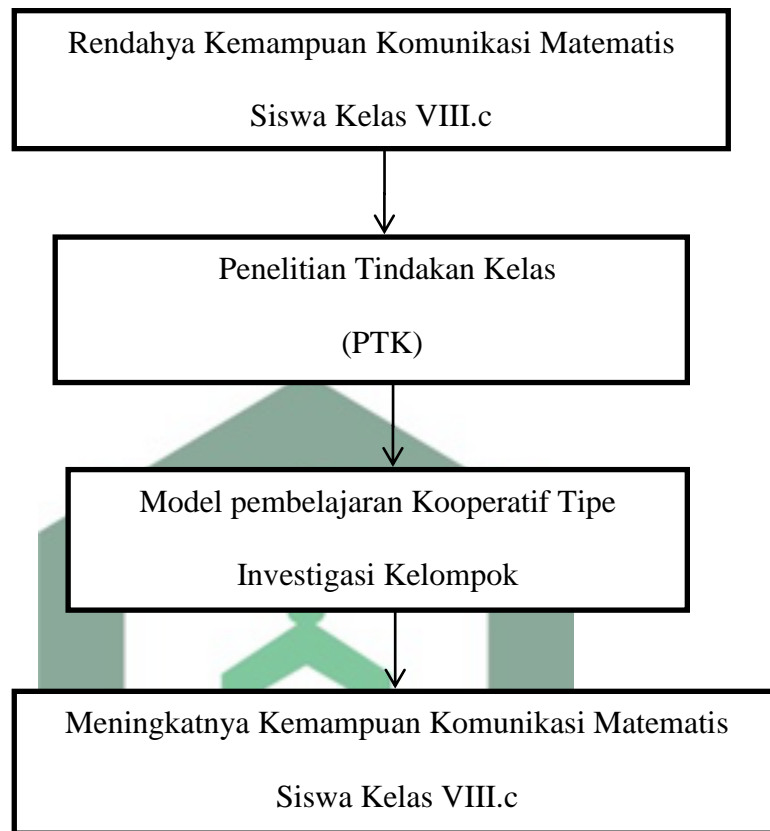 Rendahya Kemampuan Komunikasi Matematis
Siswa Kelas VIII.c
Penelitian Tindakan Kelas
(PTK)
Model pembelajaran Kooperatif Tipe
Investigasi Kelompok
Meningkatnya Kemampuan Komunikasi Matematis
Siswa Kelas VIII.c